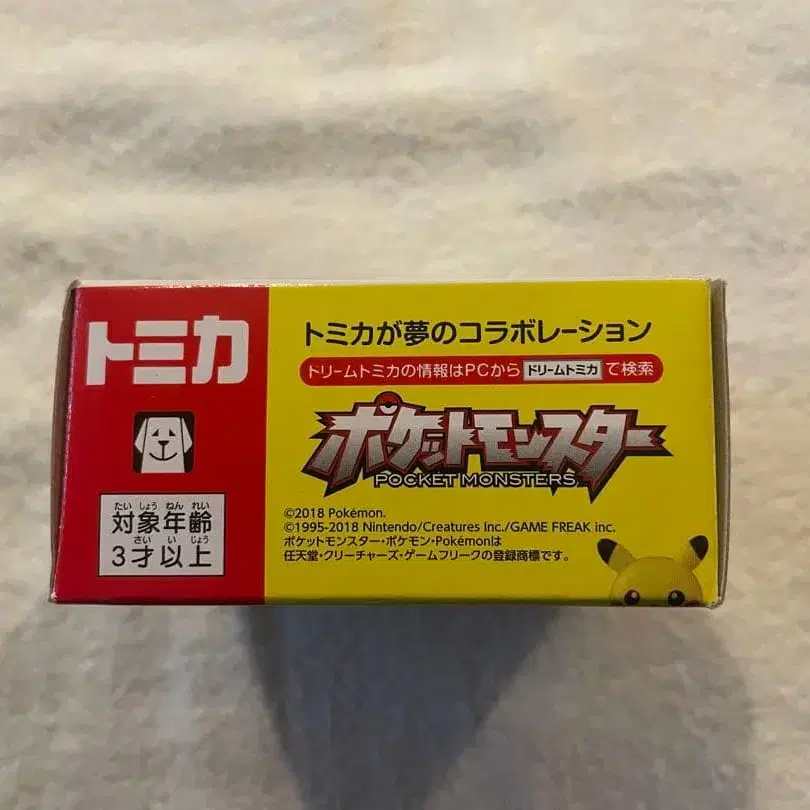 トミカ
たいしょうねんれい
対象年齢
さいいじょう
3才以上
トミカが夢のコラボレーション
ドリームトミカの情報はPCから ドリームトミカ で検索
ポケットモンスター
POCKET MONSTERS
©2018 Pokémon.
©1995-2018 Nintendo/Creatures Inc./GAME FREAK inc.
ポケットモンスター・ポケモン・Pokémonは
任天堂・クリーチャーズ・ゲームフリークの登録商標です。